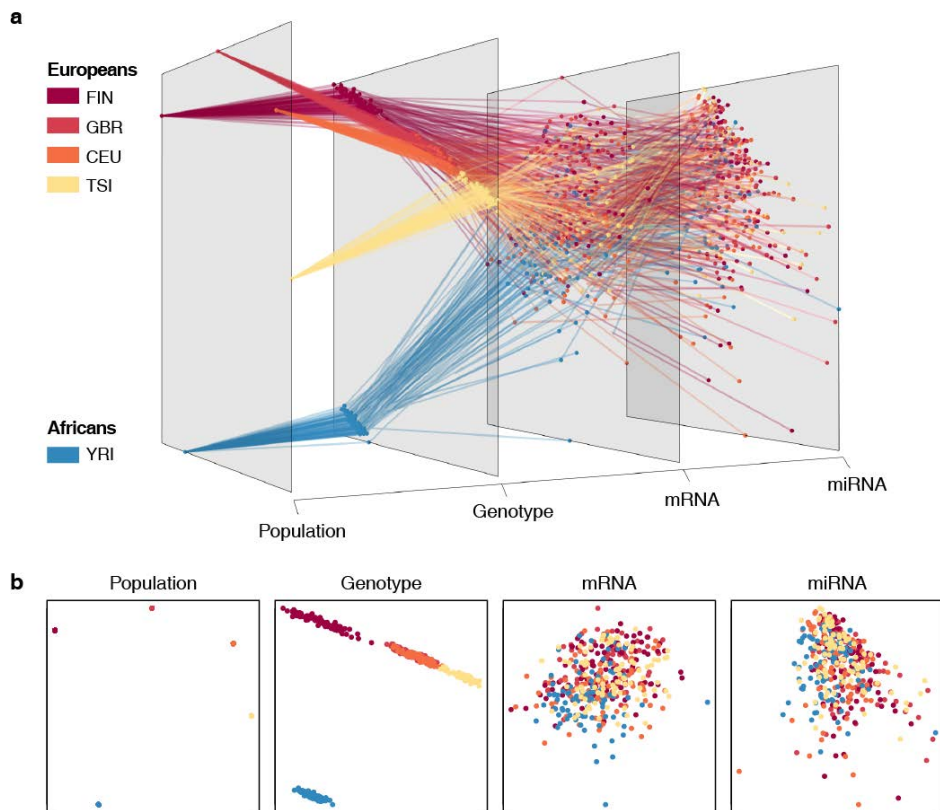 a
Europeans
FIN
GBR
CEU
TSI
Africans
YRI
Population
Genotype
mRNA
miRNA
b
Population
Genotype
mRNA
miRNA